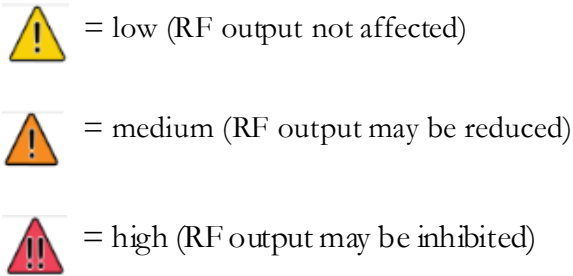 ! = low (RF output not affected)
! = medium (RF output may be reduced)
!! = high (RF output may be inhibited)